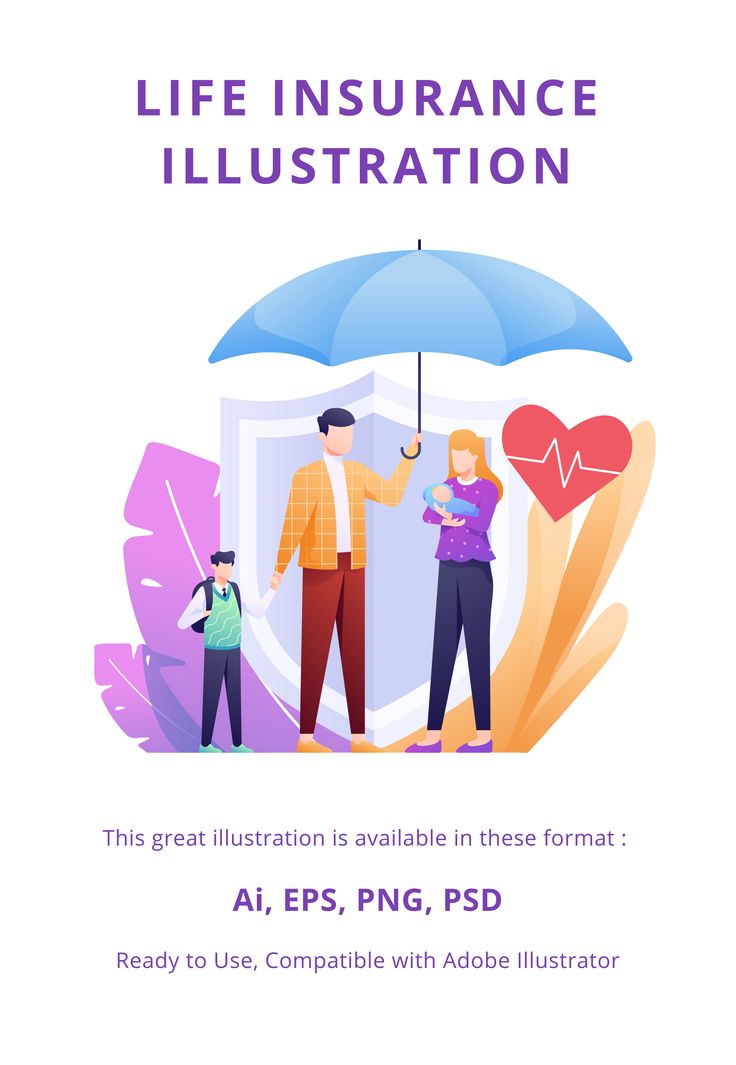 LIFE INSURANCE
ILLUSTRATION
This great illustration is available in these format :
Ai, EPS, PNG, PSD
Ready to Use, Compatible with Adobe Illustrator